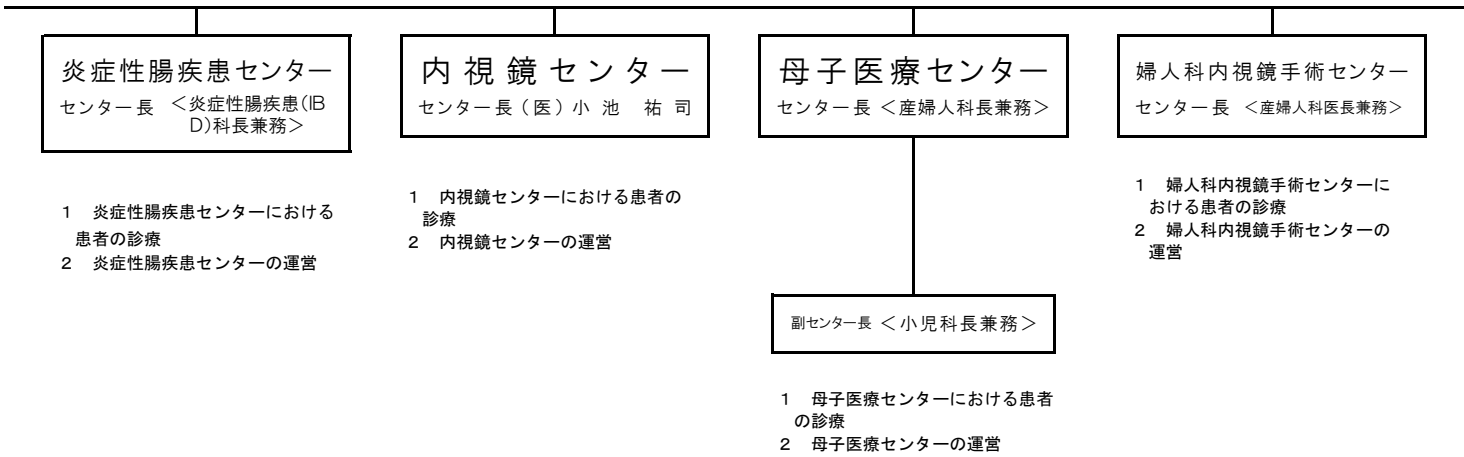 炎症性腸疾患センター
センター長 <炎症性腸疾患(IB
D)科長兼務>
1 炎症性腸疾患センターにおける
患者の診療
2 炎症性腸疾患センターの運営
内視鏡センター
センター長(医)小池 祐司
1 内視鏡センターにおける患者の
診療
2 内視鏡センターの運営
母子医療センター
センター長 <産婦人科長兼務>
副センター長 <小児科長兼務>
1 母子医療センターにおける患者
の診療
2 母子医療センターの運営
婦人科内視鏡手術センター
センター長 <産婦人科医長兼務>
1 婦人科内視鏡手術センターに
おける患者の診療
2 婦人科内視鏡手術センターの
運営